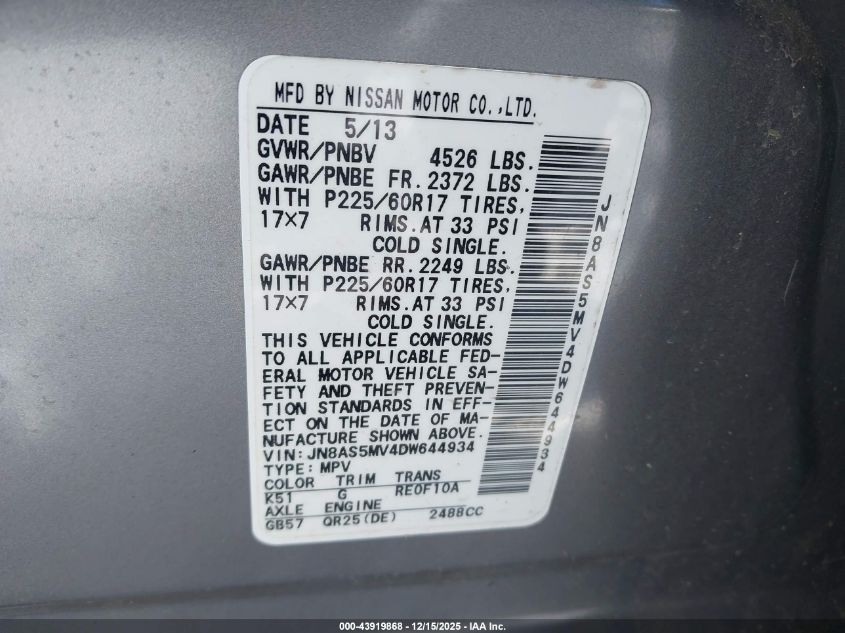 MFD BY NISSAN MOTOR CO.,LTD.
DATE 5/13
GVWR/PNBV 4526 LBS.
GAWR/PNBE FR. 2372 LBS.
WITH P225/60R17 TIRES,
17×7 RIMS. AT 33 PSI
COLD SINGLE.
GAWR/PNBE RR. 2249 LBS.
WITH P225/60R17 TIRES,
17×7 RIMS. AT 33 PSI
COLD SINGLE.
THIS VEHICLE CONFORMS
TO ALL APPLICABLE FED-
ERAL MOTOR VEHICLE SA-
FETY AND THEFT PREVEN-
TION STANDARDS IN EFF-
ECT ON THE DATE OF MA-
NUFACTURE SHOWN ABOVE.
VIN: JN8AS5MV4DW644934
TYPE: MPV
COLOR TRIM TRANS
K51 G RE0F10A
AXLE ENGINE
GB57 QR25(DE) 2488CC
JN8AS5MV4DW644934
000-43919868 - 12/15/2025 - IAA Inc.